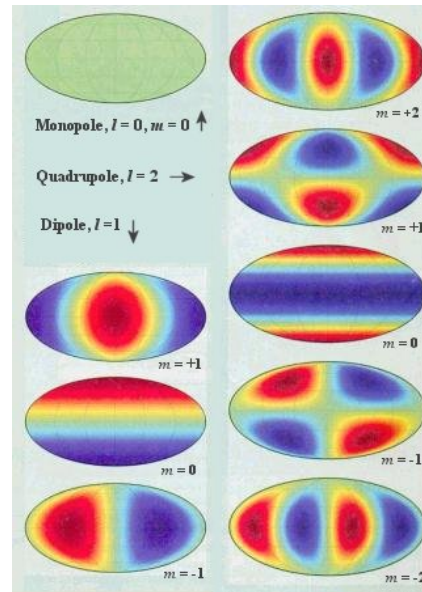 Monopole, l = 0, m = 0 ↑
Quadrupole, l = 2 →
Dipole, l =1 ↓
m = +1
m = 0
m = -1
m = +2
m = +1
m = 0
m = -1
m = -2